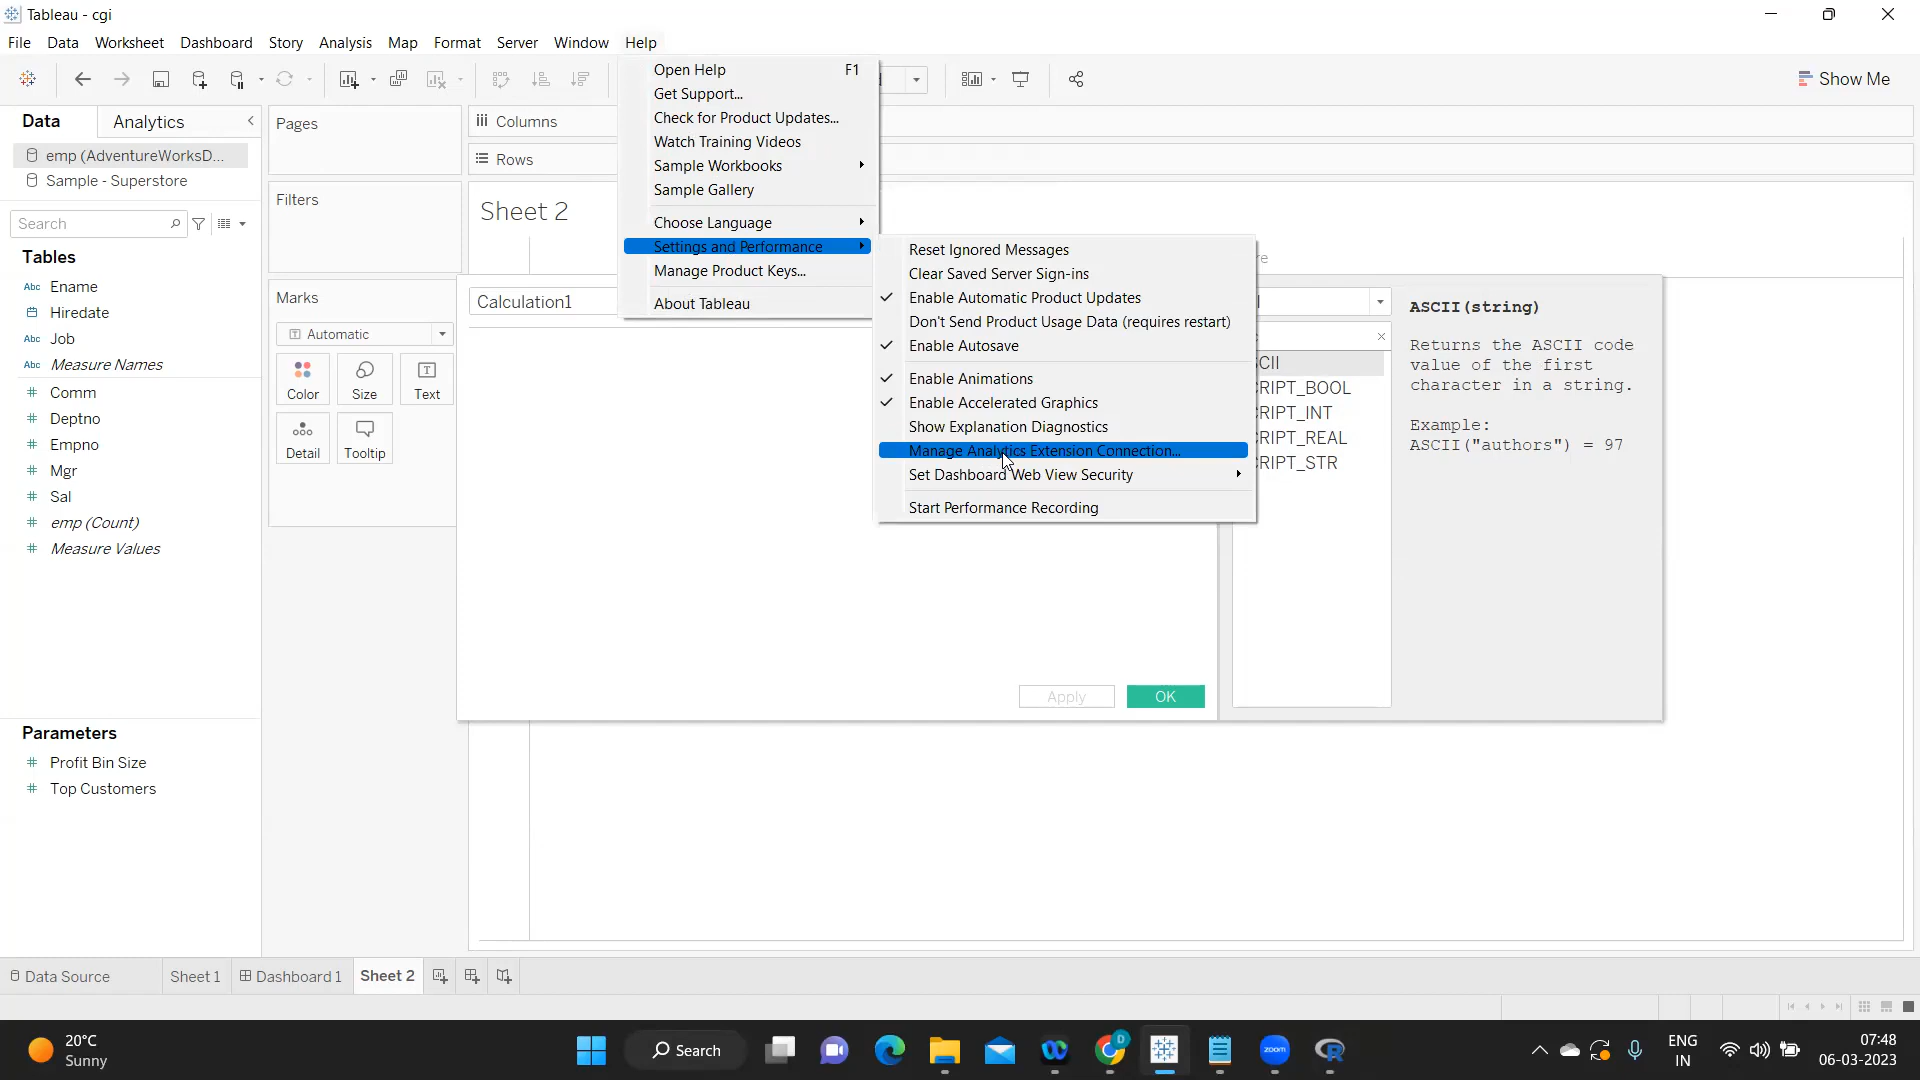 Tableau - cgi
File Data Worksheet Dashboard Story Analysis Map Format Server Window Help
Show Me
Data Analytics
emp (AdventureWorksD...
Sample - Superstore
Search
Tables
Abc Ename
Hiredate
Abc Job
Abc Measure Names
# Comm
# Deptno
# Empno
# Mgr
# Sal
# emp (Count)
# Measure Values
Parameters
# Profit Bin Size
# Top Customers
Pages
Filters
Marks
Automatic
Color Size Text
Detail Tooltip
Columns
Rows
Sheet 2
Calculation1
Open Help F1
Get Support...
Check for Product Updates...
Watch Training Videos
Sample Workbooks
Sample Gallery
Choose Language
Settings and Performance
Manage Product Keys...
About Tableau
Reset Ignored Messages
Clear Saved Server Sign-ins
Enable Automatic Product Updates
Don't Send Product Usage Data (requires restart)
Enable Autosave
Enable Animations
Enable Accelerated Graphics
Show Explanation Diagnostics
Manage Analytics Extension Connection...
Set Dashboard Web View Security
Start Performance Recording
re
CII
RIPT_BOOL
RIPT_INT
RIPT_REAL
RIPT_STR
ASCII(string)
Returns the ASCII code
value of the first
character in a string.
Example:
ASCII("authors") = 97
Apply OK
Data Source Sheet 1 Dashboard 1 Sheet 2
20°C
Sunny
Search
zoom
D
R
ENG
IN
07:48
06-03-2023